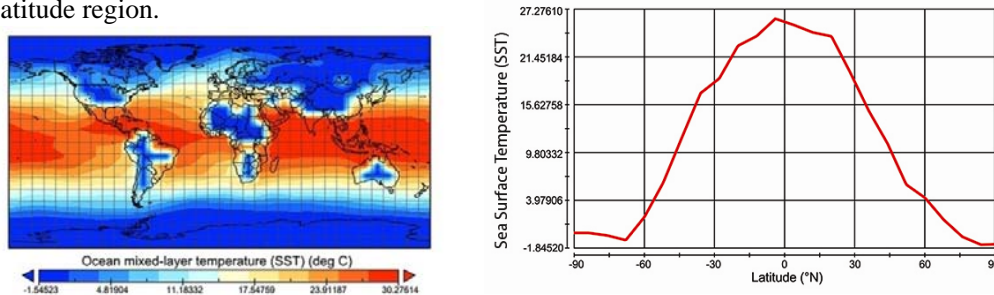 atitude region.
Ocean mixed-layer temperature (SST) (deg C)
-1.54523 4.81904 11.18332 17.54759 23.91187 30.27614
Sea Surface Temperature (SST)
27.27610
21.45184
15.62758
9.80332
3.97906
-1.84520
-90 -60 -30 0 30 60 90
Latitude (°N)